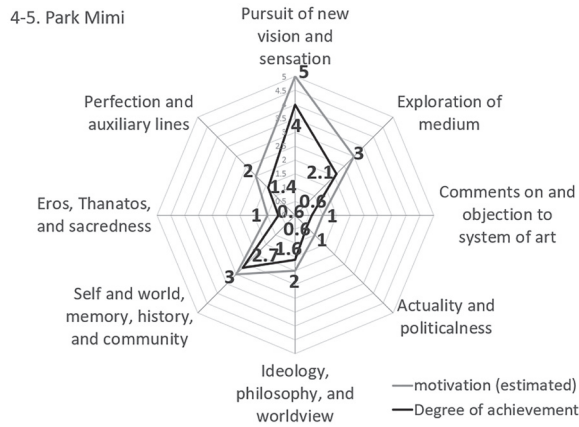 4-5. Park Mimi
Pursuit of new
vision and
sensation
5
5
4.5
4
Perfection and
auxiliary lines
Exploration of
medium
3
2
2.1
1.4
Eros, Thanatos,
and sacredness
Comments on and
objection to
system of art
1
0.6
0.6
1
0.6
1
2.7
1.6
3
2
Self and world,
memory, history,
and community
Actuality and
politicalness
Ideology,
philosophy, and
worldview
motivation (estimated)
Degree of achievement